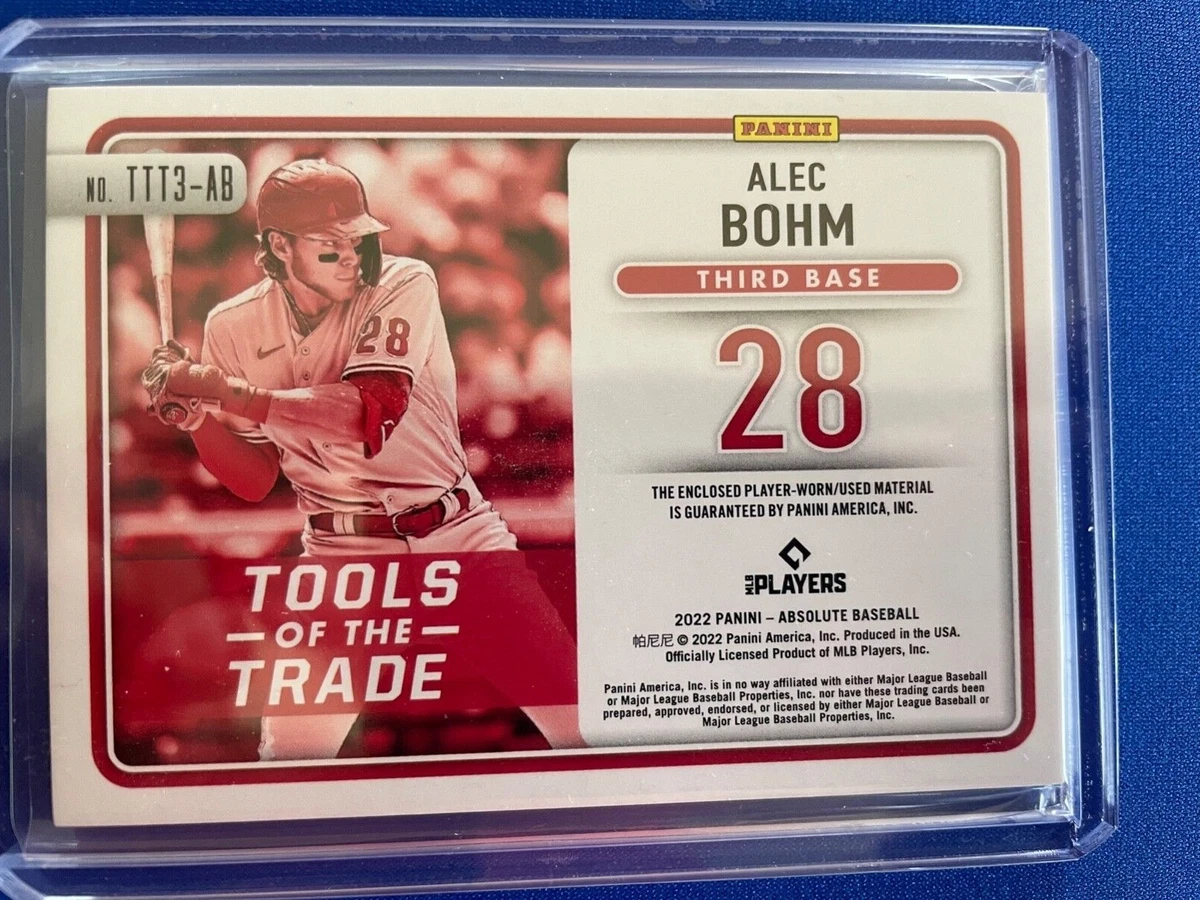 PANINI
NO. TTT3-AB
28
TOOLS
OF THE
TRADE
ALEC
BOHM
THIRD BASE
28
THE ENCLOSED PLAYER-WORN/USED MATERIAL
IS GUARANTEED BY PANINI AMERICA, INC.
MLB PLAYERS
2022 PANINI – ABSOLUTE BASEBALL
帕尼尼 © 2022 Panini America, Inc. Produced in the USA.
Officially Licensed Product of MLB Players, Inc.
Panini America, Inc. is in no way affiliated with either Major League Baseball
or Major League Baseball Properties, Inc. nor have these trading cards been
prepared, approved, endorsed, or licensed by either Major League Baseball or
Major League Baseball Properties, Inc.